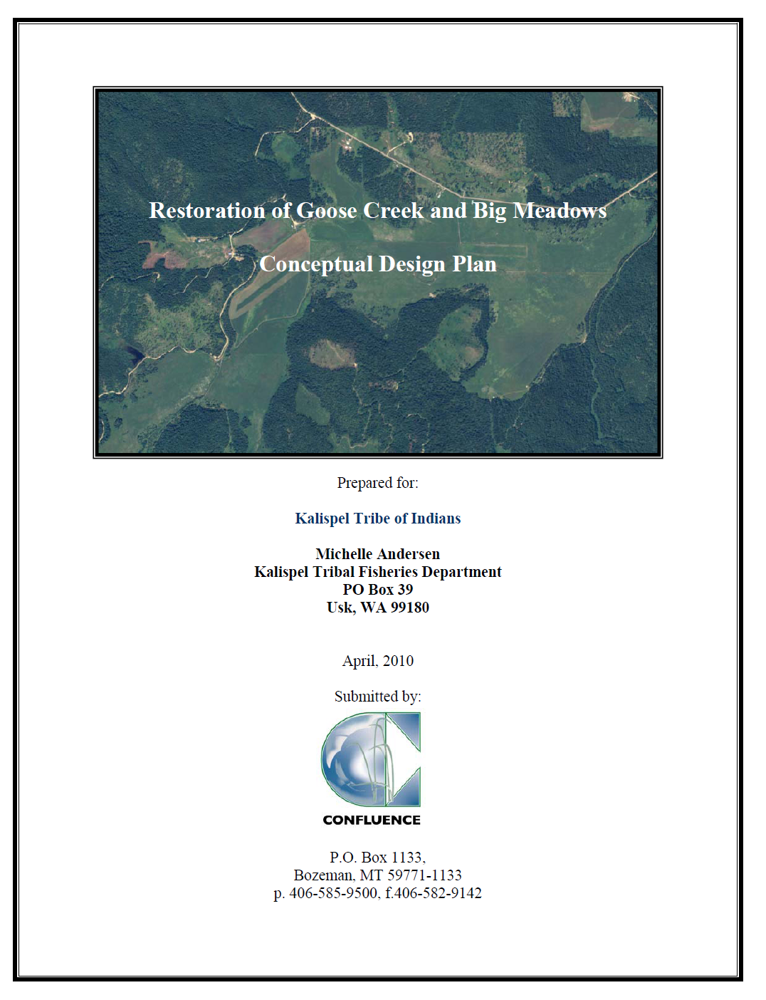 Restoration of Goose Creek and Big Meadows
Conceptual Design Plan
Prepared for:
Kalispel Tribe of Indians
Michelle Andersen
Kalispel Tribal Fisheries Department
PO Box 39
Usk, WA 99180
April, 2010
Submitted by:
CONFLUENCE
P.O. Box 1133,
Bozeman, MT 59771-1133
p. 406-585-9500, f.406-582-9142